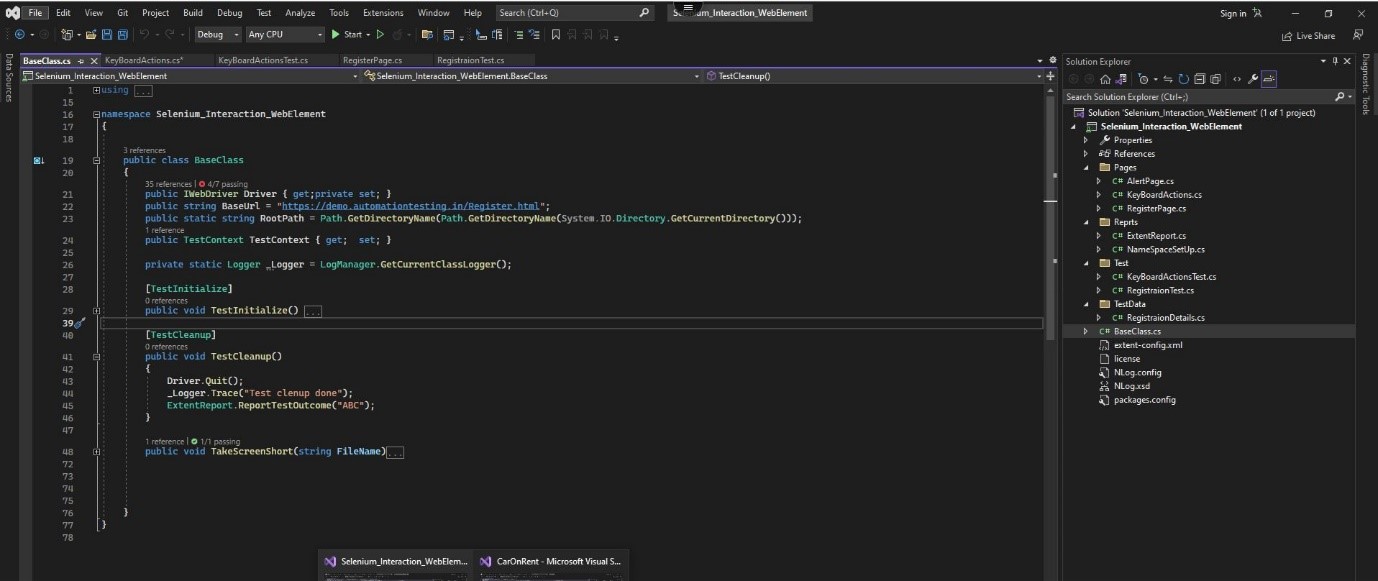 File Edit View Git Project Build Debug Test Analyze Tools Extensions Window Help Search (Ctrl+Q) Selenium_Interaction_WebElement Sign in
Debug Any CPU Start Live Share
BaseClass.cs KeyBoardActions.cs* KeyBoardActionsTest.cs RegisterPage.cs RegistraionTest.cs
Selenium_Interaction_WebElement Selenium_Interaction_WebElement.BaseClass TestCleanup()
Data Sources
1 using ...
15
16 namespace Selenium_Interaction_WebElement
17 {
18
3 references
19 public class BaseClass
20 {
35 references | 4/7 passing
21 public IWebDriver Driver { get;private set; }
22 public string BaseUrl = "https://demo.automationtesting.in/Register.html";
23 public static string RootPath = Path.GetDirectoryName(Path.GetDirectoryName(System.IO.Directory.GetCurrentDirectory()));
1 reference
24 public TestContext TestContext { get; set; }
25
26 private static Logger _Logger = LogManager.GetCurrentClassLogger();
27
28 [TestInitialize]
0 references
29 public void TestInitialize() ...
39
40 [TestCleanup]
0 references
41 public void TestCleanup()
42 {
43 Driver.Quit();
44 _Logger.Trace("Test clenup done");
45 ExtentReport.ReportTestOutcome("ABC");
46 }
47
1 reference | 1/1 passing
48 public void TakeScreenShort(string FileName)...
72
73
74
75
76 }
77 }
78
Solution Explorer
Search Solution Explorer (Ctrl+;)
Solution 'Selenium_Interaction_WebElement' (1 of 1 project)
Selenium_Interaction_WebElement
Properties
References
Pages
C# AlertPage.cs
C# KeyBoardActions.cs
C# RegisterPage.cs
Reprts
C# ExtentReport.cs
C# NameSpaceSetUp.cs
Test
C# KeyBoardActionsTest.cs
C# RegistraionTest.cs
TestData
C# RegistraionDetails.cs
C# BaseClass.cs
extent-config.xml
license
NLog.config
NLog.xsd
packages.config
Diagnostic Tools
Selenium_Interaction_WebElem... CarOnRent - Microsoft Visual S...